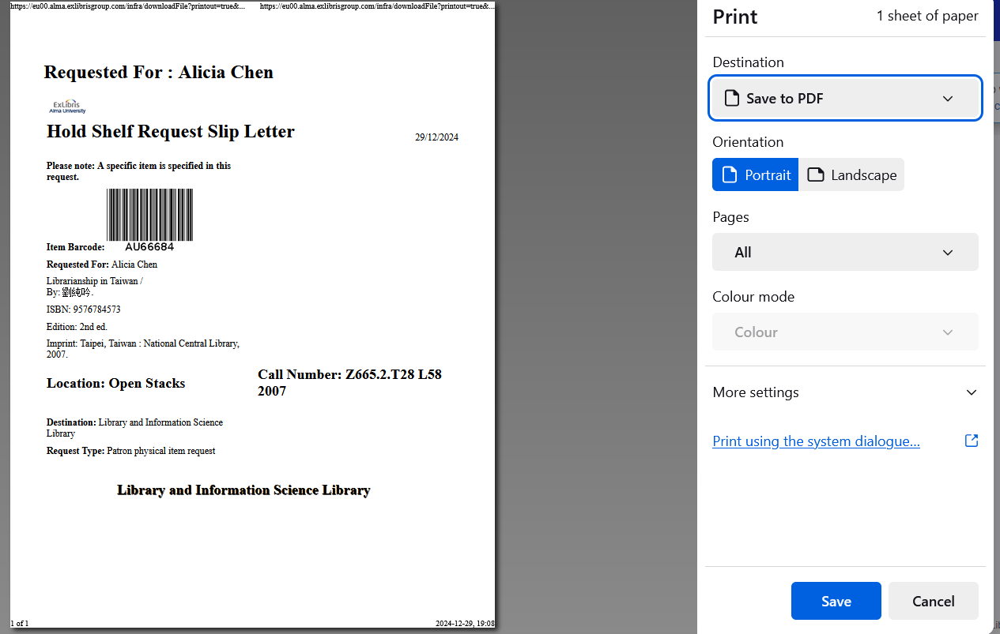 https://eu00.alma.exlibrisgroup.com/infra/downloadFile?printout=true&...
https://eu00.alma.exlibrisgroup.com/infra/downloadFile?printout=true&...
Requested For : Alicia Chen
ExLibris
Alma University
Hold Shelf Request Slip Letter
29/12/2024
Please note: A specific item is specified in this
request.
Item Barcode:
AU66684
Requested For: Alicia Chen
Librarianship in Taiwan /
By: 劉純吟.
ISBN: 9576784573
Edition: 2nd ed.
Imprint: Taipei, Taiwan : National Central Library,
2007.
Location: Open Stacks
Call Number: Z665.2.T28 L58
2007
Destination: Library and Information Science
Library
Request Type: Patron physical item request
Library and Information Science Library
1 of 1
2024-12-29, 19:08
Print
1 sheet of paper
Destination
Save to PDF
Orientation
Portrait
Landscape
Pages
All
Colour mode
Colour
More settings
Print using the system dialogue...
Save
Cancel